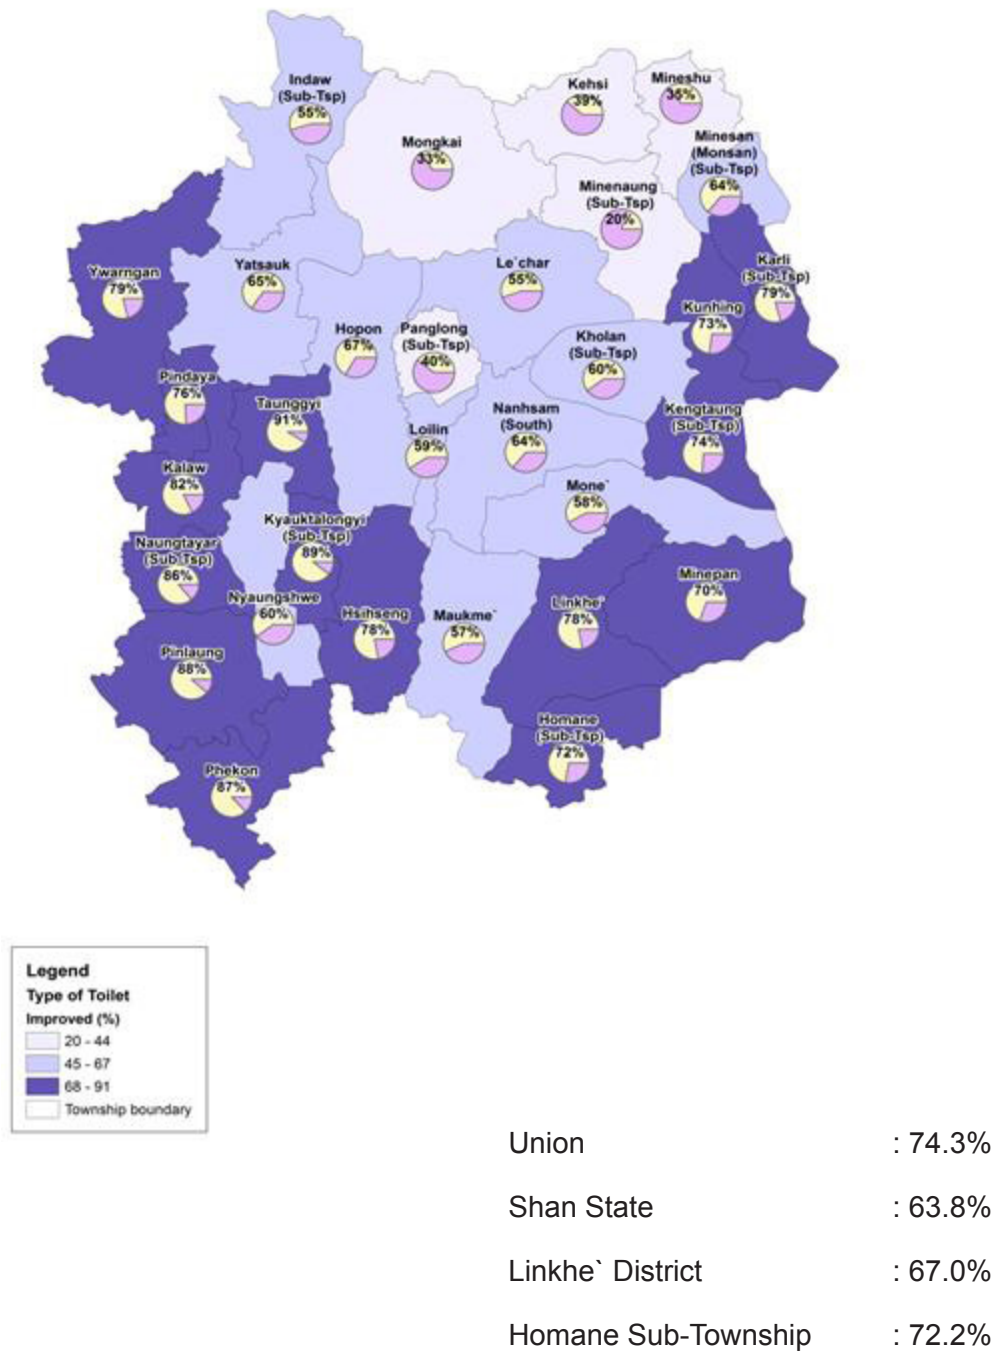 Indaw
(Sub-Tsp)
55%
Kehsi
39%
Mineshu
35%
Mongkai
33%
Minesan
(Monsan)
(Sub-Tsp)
64%
Minenaung
(Sub-Tsp)
20%
Ywarngan
79%
Yatsauk
65%
Le`char
55%
Karli
(Sub-Tsp)
79%
Kunhing
73%
Hopon
67%
Panglong
(Sub-Tsp)
40%
Kholan
(Sub-Tsp)
60%
Pindaya
76%
Taunggyi
91%
Loilin
59%
Nanhsam
(South)
64%
Kengtaung
(Sub-Tsp)
74%
Kalaw
82%
Mone`
58%
Kyauktalongyi
(Sub-Tsp)
89%
Naungtayar
(Sub-Tsp)
86%
Nyaungshwe
60%
Hsihseng
78%
Maukme`
57%
Linkhe`
78%
Minepan
70%
Pinlaung
88%
Homane
(Sub-Tsp)
72%
Phekon
87%
Legend
Type of Toilet
Improved (%)
20 - 44
45 - 67
68 - 91
Township boundary
Union : 74.3%
Shan State : 63.8%
Linkhe` District : 67.0%
Homane Sub-Township : 72.2%